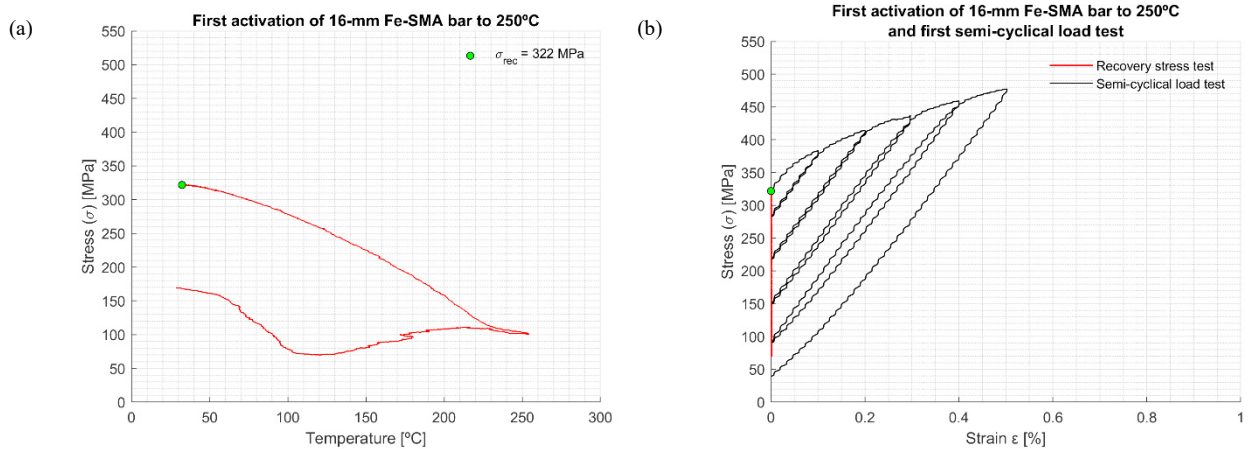 (a)
First activation of 16-mm Fe-SMA bar to 250ºC
σrec = 322 MPa
550
500
450
400
350
300
250
200
150
100
50
0
Stress (σ) [MPa]
0 50 100 150 200 250 300
Temperature [ºC]
(b)
First activation of 16-mm Fe-SMA bar to 250ºC
and first semi-cyclical load test
Recovery stress test
Semi-cyclical load test
550
500
450
400
350
300
250
200
150
100
50
0
Stress (σ) [MPa]
0 0.2 0.4 0.6 0.8 1
Strain ε [%]